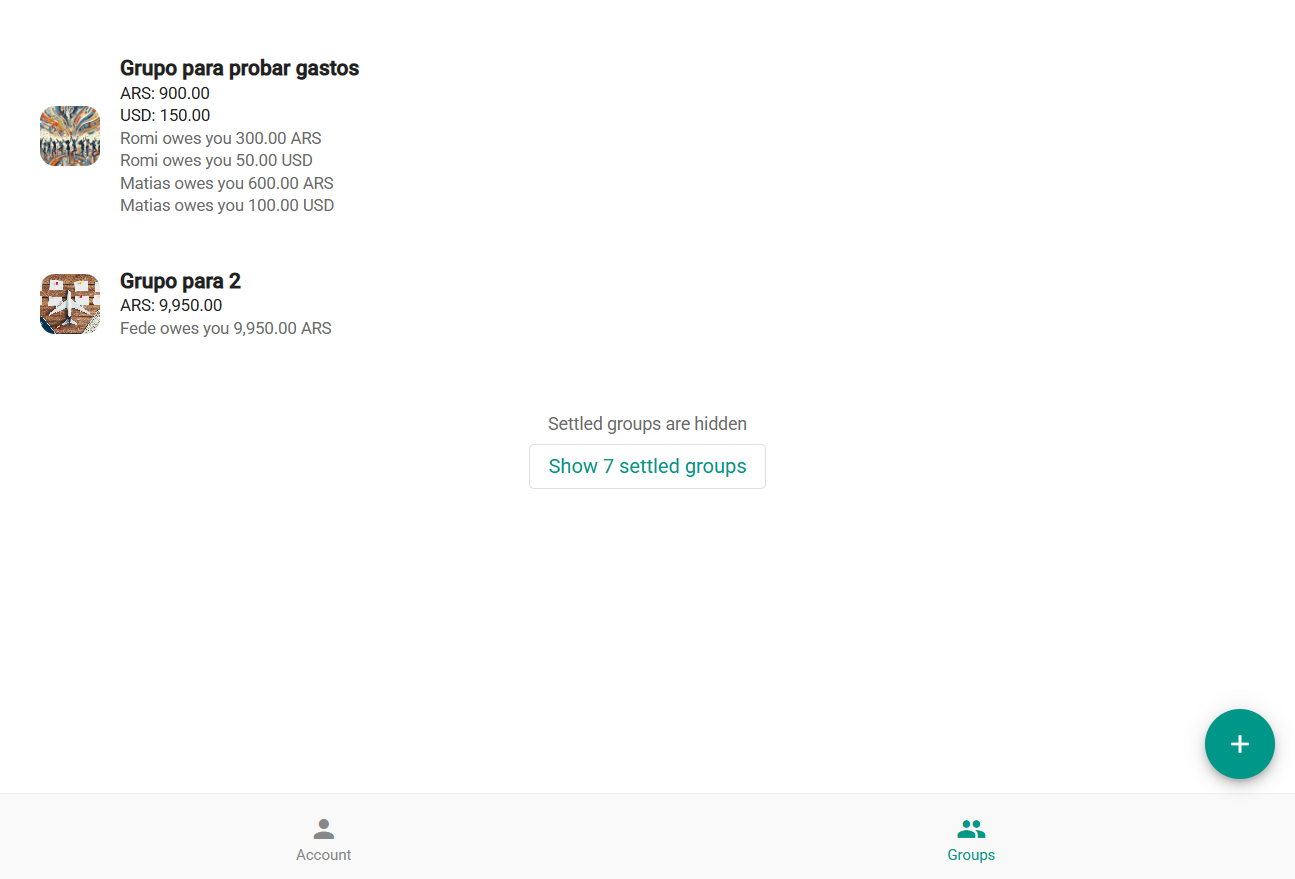 Grupo para probar gastos
ARS: 900.00
USD: 150.00
Romi owes you 300.00 ARS
Romi owes you 50.00 USD
Matias owes you 600.00 ARS
Matias owes you 100.00 USD
Grupo para 2
ARS: 9,950.00
Fede owes you 9,950.00 ARS
Settled groups are hidden
Show 7 settled groups
Account
Groups